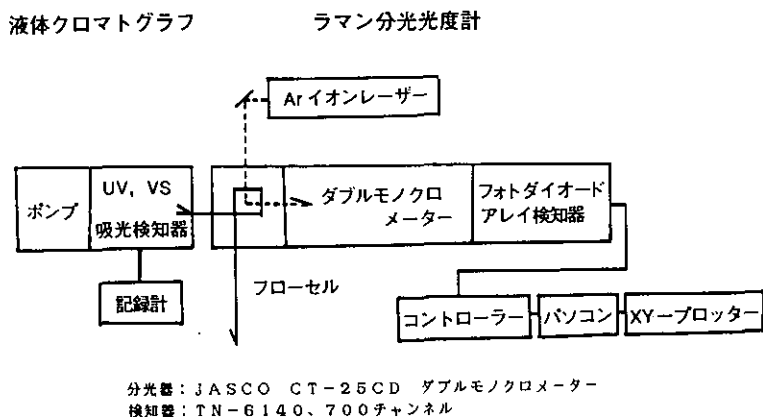 液体クロマトグラフ
ラマン分光光度計
Arイオンレーザー
ポンプ
UV, VS
吸光検知器
ダブルモノクロ
メーター
フォトダイオード
アレイ検知器
記録計
フローセル
コントローラー
パソコン
XYープロッター
分光器：JASCO CT－25CD ダブルモノクロメーター
検知器：TN－6140、700チャンネル